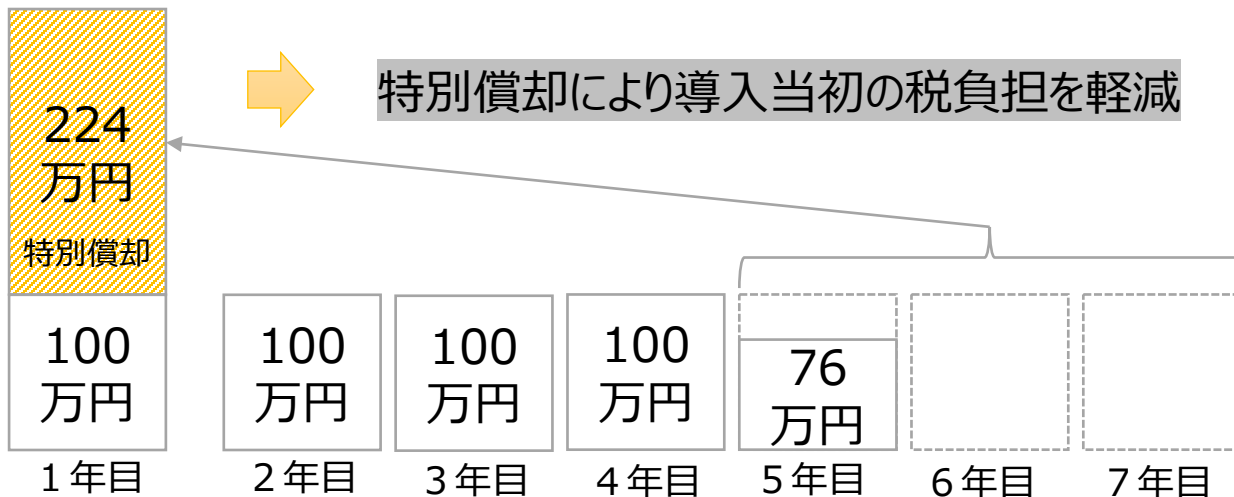 特別償却により導入当初の税負担を軽減
224
万円
特別償却
100
万円
100
万円
100
万円
100
万円
76
万円
1年目
2年目
3年目
4年目
5年目
6年目
7年目